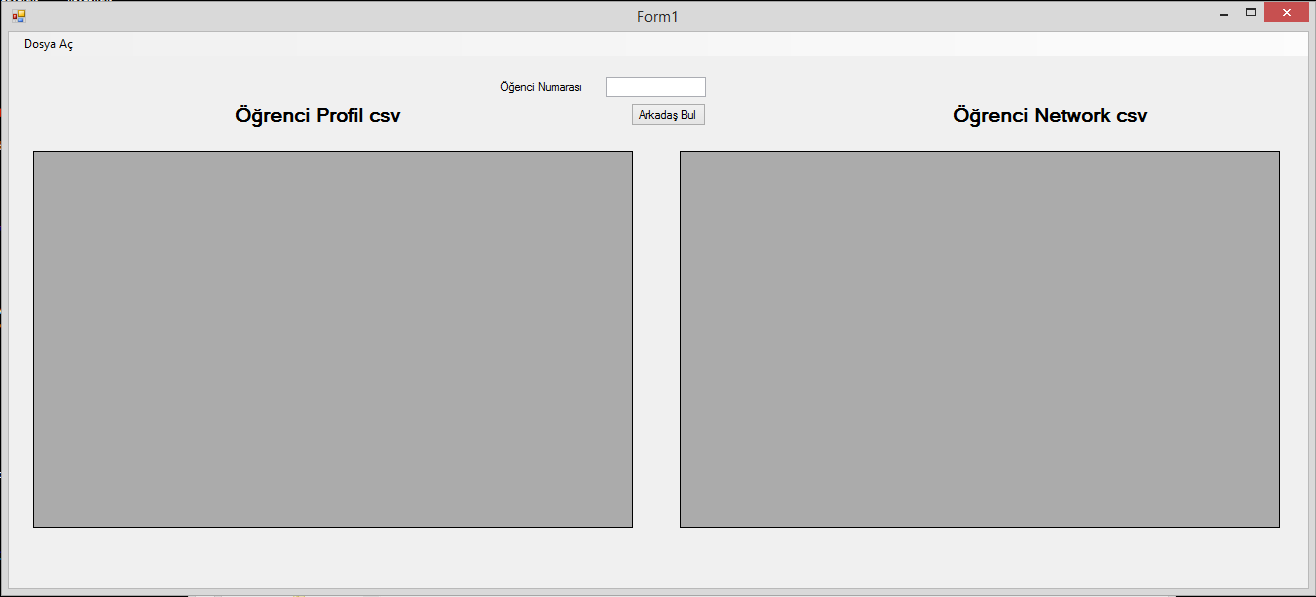 Form1
Dosya Aç
Öğenci Numarası
Öğrenci Profil csv
Arkadaş Bul
Öğrenci Network csv